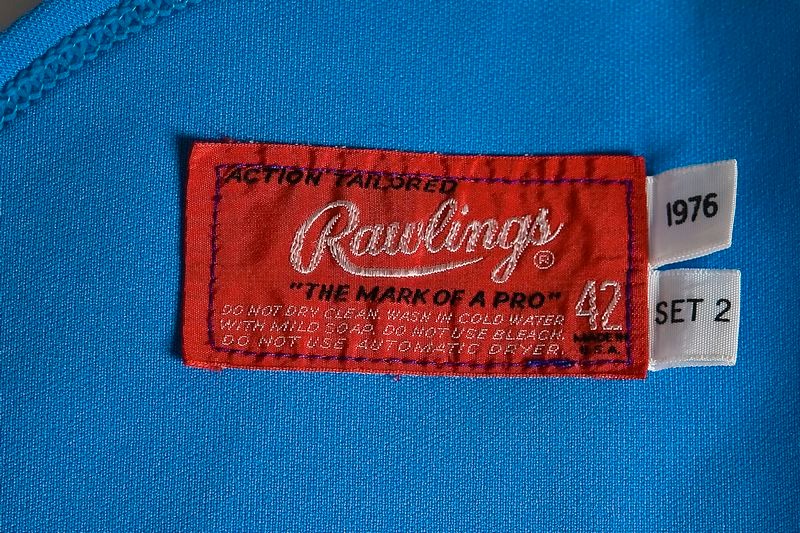 ACTION TAILORED
Rawlings ®
"THE MARK OF A PRO"
DO NOT DRY CLEAN. WASH IN COLD WATER
WITH MILD SOAP. DO NOT USE BLEACH.
DO NOT USE AUTOMATIC DRYER.
42
MADE IN
U.S.A.
1976
SET 2